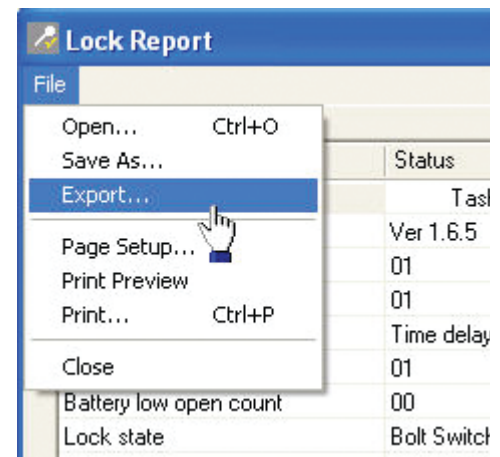 Lock Report
File
Open... Ctrl+O
Save As...
Status
Export...
Page Setup...
Ver 1.6.5
01
Print Preview
01
Print... Ctrl+P
Time delay
Close
01
Battery low open count 00
Lock state Bolt